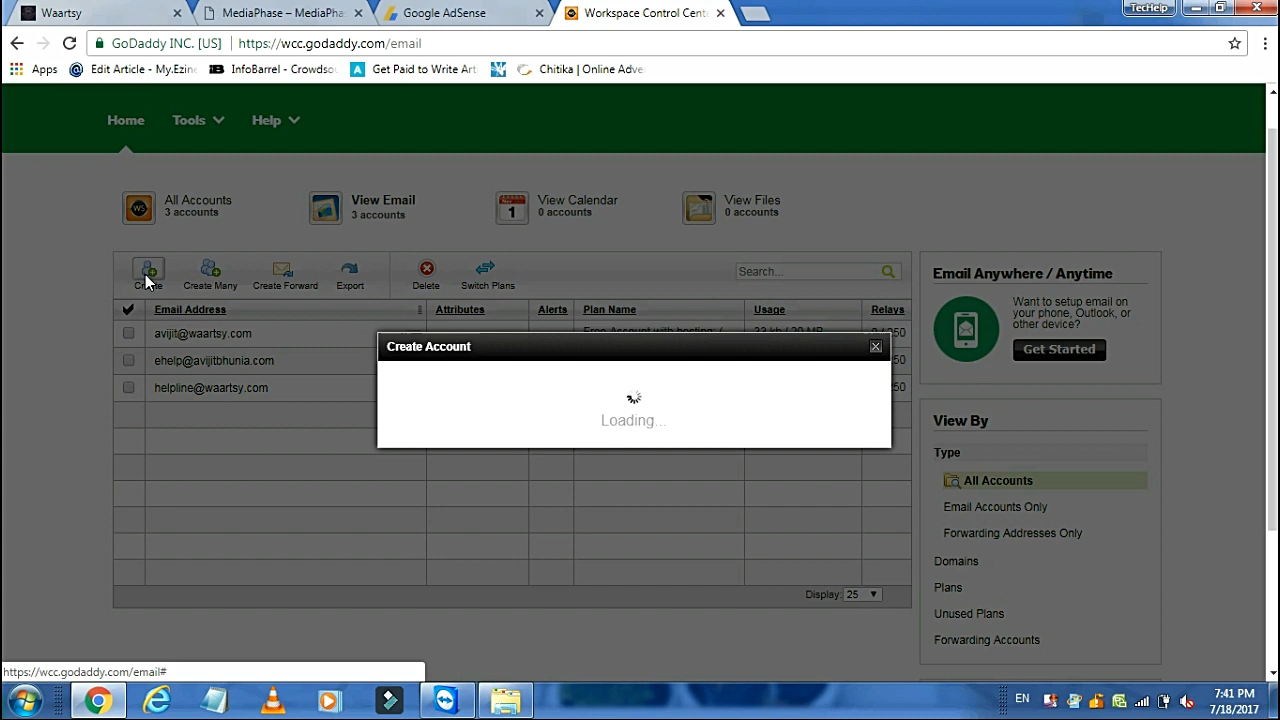 Waartsy
MediaPhase – MediaPha
Google AdSense
Workspace Control Cent
TecHelp
GoDaddy INC. [US]
https://wcc.godaddy.com/email
Apps
Edit Article - My.Ezine
InfoBarrel - Crowdsou
Get Paid to Write Arti
Chitika | Online Adve
Home
Tools
Help
All Accounts
3 accounts
View Email
3 accounts
View Calendar
0 accounts
View Files
0 accounts
Create
Create Many
Create Forward
Export
Delete
Switch Plans
Search...
Email Address
Attributes
Alerts
Plan Name
Usage
Relays
avijit@waartsy.com
ehelp@avijitbhunia.com
helpline@waartsy.com
Create Account
Loading...
Display: 25
Email Anywhere / Anytime
Want to setup email on
your phone, Outlook, or
other device?
Get Started
View By
Type
All Accounts
Email Accounts Only
Forwarding Addresses Only
Domains
Plans
Unused Plans
Forwarding Accounts
https://wcc.godaddy.com/email#
EN
7:41 PM
7/18/2017